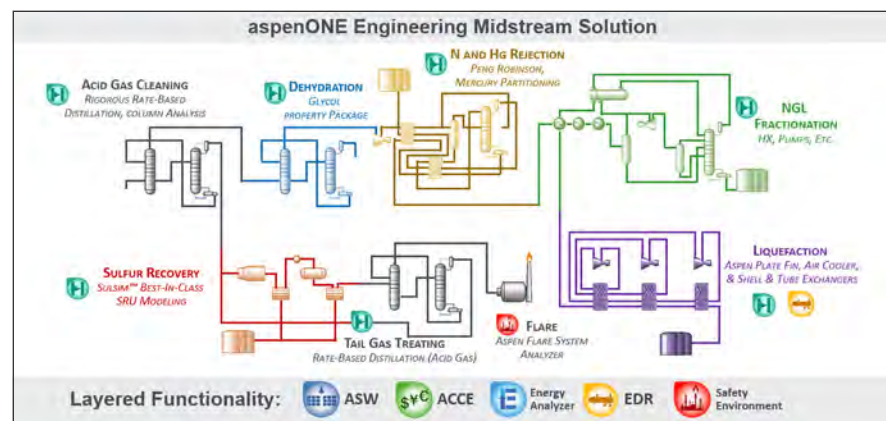 aspenONE Engineering Midstream Solution
ACID GAS CLEANING
RIGOROUS RATE-BASED
DISTILLATION, COLUMN ANALYSIS
DEHYDRATION
GLYCOL
PROPERTY PACKAGE
N AND HG REJECTION
PENG ROBINSON,
MERCURY PARTITIONING
NGL
FRACTIONATION
HX, PUMPS, ETC.
SULFUR RECOVERY
SULSIM™ BEST-IN-CLASS
SRU MODELING
TAIL GAS TREATING
RATE-BASED DISTILLATION (ACID GAS)
FLARE
ASPEN FLARE SYSTEM
ANALYZER
LIQUEFACTION
ASPEN PLATE FIN, AIR COOLER,
& SHELL & TUBE EXCHANGERS
Layered Functionality:
ASW
$¥€
ACCE
E
Energy
Analyzer
EDR
Safety
Environment